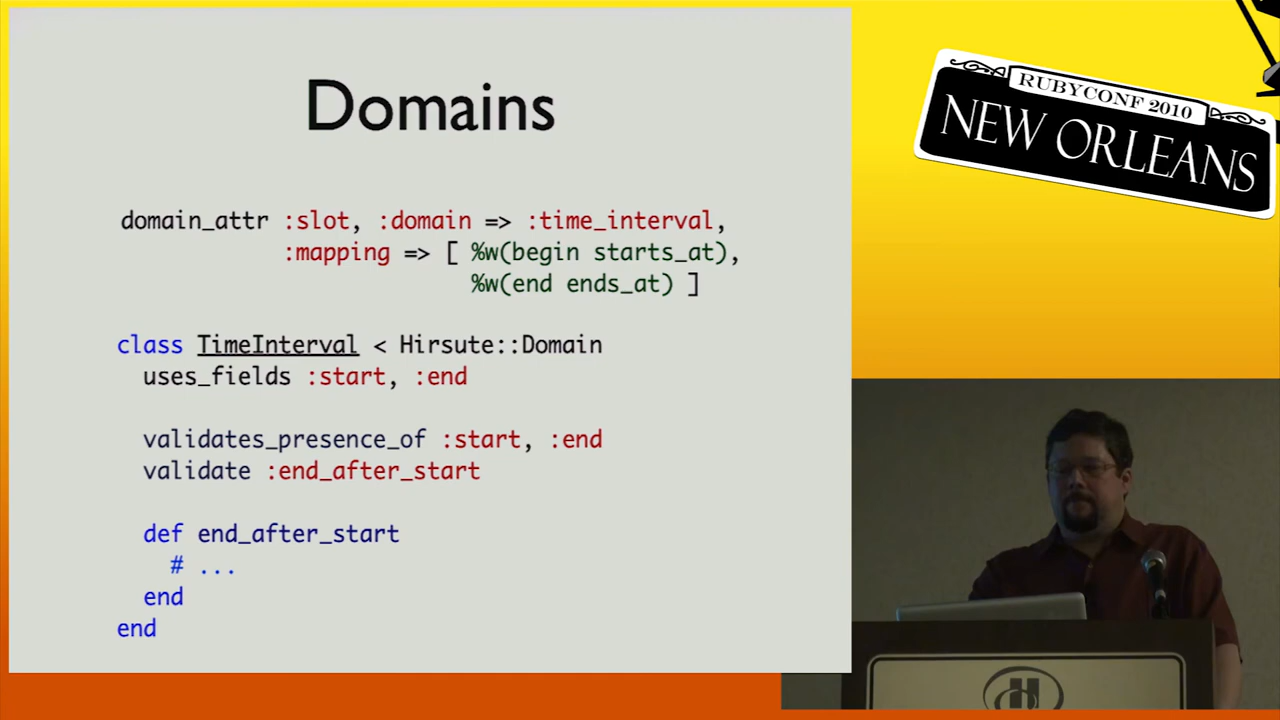 Domains
domain_attr :slot, :domain => :time_interval,
:mapping => [ %w(begin starts_at),
%w(end ends_at) ]
class TimeInterval < Hirsute::Domain
uses_fields :start, :end
validates_presence_of :start, :end
validate :end_after_start
def end_after_start
# ...
end
end
RUBYCONF 2010
NEW ORLEANS
H